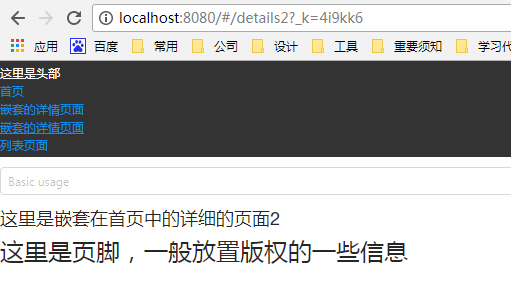 localhost:8080/#/details2?_k=4i9kk6
应用 百度 常用 公司 设计 工具 重要须知 学习代
这里是头部
首页
嵌套的详情页面
嵌套的详情页面
列表页面
Basic usage
这里是嵌套在首页中的详细的页面2
这里是页脚，一般放置版权的一些信息